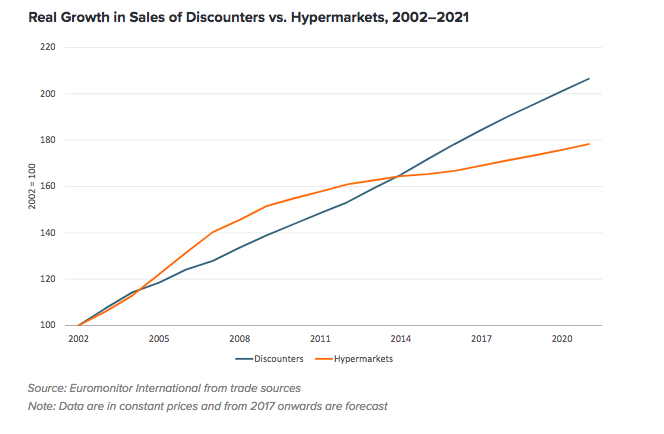 Real Growth in Sales of Discounters vs. Hypermarkets, 2002–2021
220
200
180
160
140
120
100
2002 = 100
2002 2005 2008 2011 2014 2017 2020
Discounters Hypermarkets
Source: Euromonitor International from trade sources
Note: Data are in constant prices and from 2017 onwards are forecast